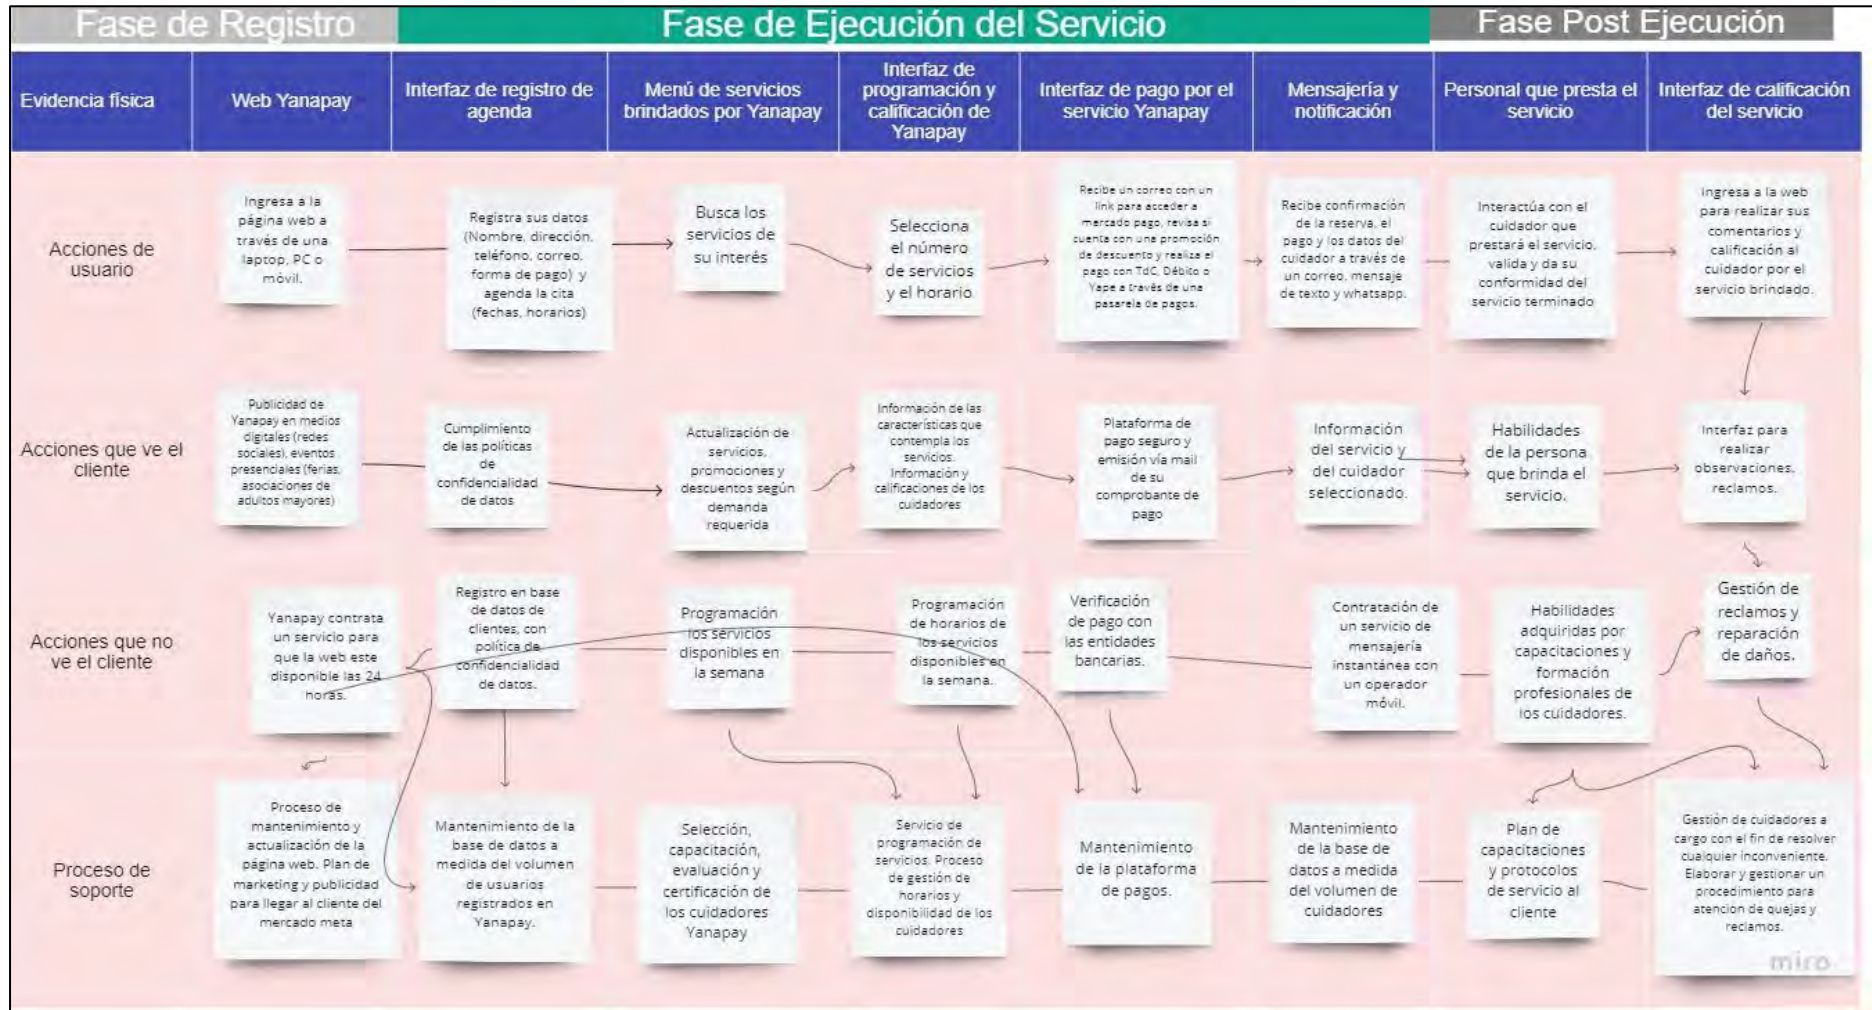 Fase de Registro
Fase de Ejecución del Servicio
Fase Post Ejecución
Evidencia física
Web Yanapay
Interfaz de registro de
agenda
Menú de servicios
brindados por Yanapay
Interfaz de
programación y
calificación de
Yanapay
Interfaz de pago por el
servicio Yanapay
Mensajería y
notificación
Personal que presta el
servicio
Interfaz de calificación
del servicio
Acciones de
usuario
Ingresa a la
página web a
través de una
laptop, PC o
móvil.
Registra sus datos
(Nombre, dirección,
teléfono, correo,
forma de pago) y
agenda la cita
(fechas, horarios)
Busca los
servicios de
su interés
Selecciona
el número
de servicios
y el horario
Recibe un correo con un
link para acceder a
mercado pago, revisa si
cuenta con una promoción
de descuento y realiza el
pago con TdC, Débito o
Yape a través de una
pasarela de pagos.
Recibe confirmación
de la reserva, el
pago y los datos del
cuidador a través de
un correo, mensaje
de texto y whatsapp.
Interactúa con el
cuidador que
prestará el servicio,
valida y da su
conformidad del
servicio terminado
Ingresa a la web
para realizar sus
comentarios y
calificación al
cuidador por el
servicio brindado.
Acciones que ve el
cliente
Publicidad de
Yanapay en medios
digitales (redes
sociales), eventos
presenciales (ferias,
asociaciones de
adultos mayores)
Cumplimiento
de las políticas
de
confidencialidad
de datos
Actualización de
servicios,
promociones y
descuentos según
demanda
requerida
Información de las
características que
contempla los
servicios.
Información y
calificaciones de los
cuidadores
Plataforma de
pago seguro y
emisión vía mail
de su
comprobante de
pago
Información
del servicio y
del cuidador
seleccionado.
Habilidades
de la persona
que brinda el
servicio.
Interfaz para
realizar
observaciones,
reclamos.
Acciones que no
ve el cliente
Yanapay contrata
un servicio para
que la web este
disponible las 24
horas.
Registro en base
de datos de
clientes, con
política de
confidencialidad
de datos.
Programación
los servicios
disponibles en
la semana
Programación
de horarios de
los servicios
disponibles en
la semana.
Verificación
de pago con
las entidades
bancarias.
Contratación de
un servicio de
mensajería
instantánea con
un operador
móvil.
Habilidades
adquiridas por
capacitaciones y
formación
profesionales de
los cuidadores.
Gestión de
reclamos y
reparación
de daños.
Proceso de
soporte
Proceso de
mantenimiento y
actualización de la
página web. Plan de
marketing y publicidad
para llegar al cliente del
mercado meta
Mantenimiento de la
base de datos a
medida del volumen
de usuarios
registrados en
Yanapay.
Selección,
capacitación,
evaluación y
certificación de
los cuidadores
Yanapay
Servicio de
programación de
servicios. Proceso
de gestión de
horarios y
disponibilidad de los
cuidadores
Mantenimiento
de la plataforma
de pagos.
Mantenimiento
de la base de
datos a medida
del volumen de
cuidadores
Plan de
capacitaciones
y protocolos
de servicio al
cliente
Gestión de cuidadores a
cargo con el fin de resolver
cualquier inconveniente.
Elaborar y gestionar un
procedimiento para
atencion de quejas y
reclamos.
miro